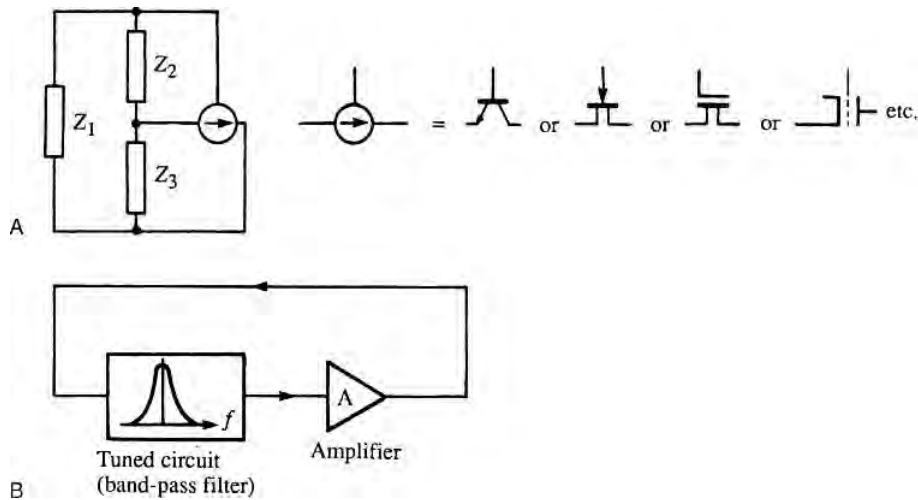 Z2
Z1
Z3
= or or or etc.
A
f
A
Tuned circuit
(band-pass filter)
Amplifier
B